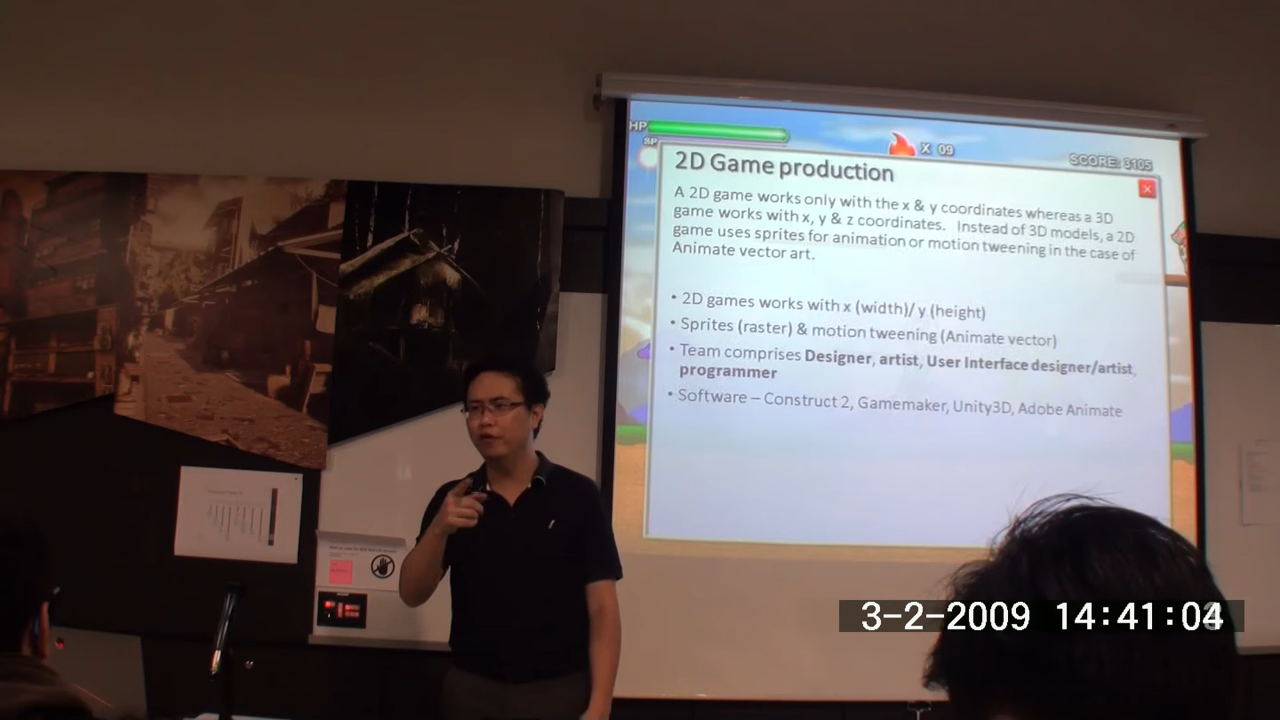 HP
SP
X 09
SCORE: 3105
2D Game production
A 2D game works only with the x & y coordinates whereas a 3D
game works with x, y & z coordinates. Instead of 3D models, a 2D
game uses sprites for animation or motion tweening in the case of
Animate vector art.
• 2D games works with x (width)/ y (height)
• Sprites (raster) & motion tweening (Animate vector)
• Team comprises Designer, artist, User Interface designer/artist,
programmer
• Software – Construct 2, Gamemaker, Unity3D, Adobe Animate
3-2-2009 14:41:04